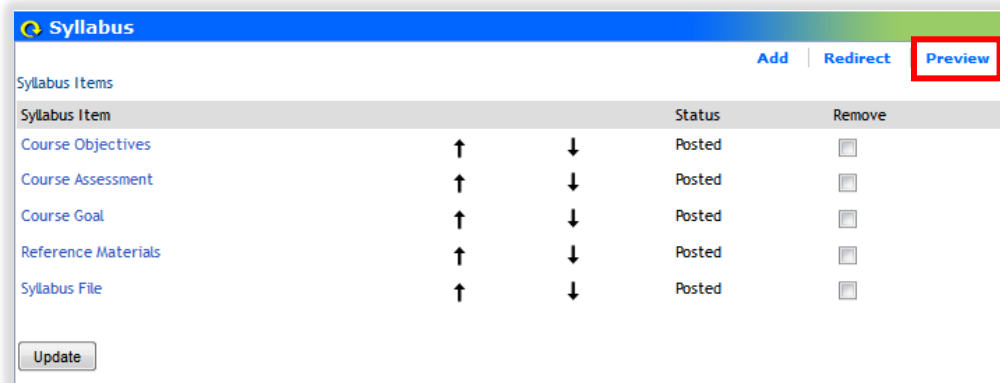 Syllabus
Add Redirect Preview
Syllabus Items
Syllabus Item Status Remove
Course Objectives Posted
Course Assessment Posted
Course Goal Posted
Reference Materials Posted
Syllabus File Posted
Update